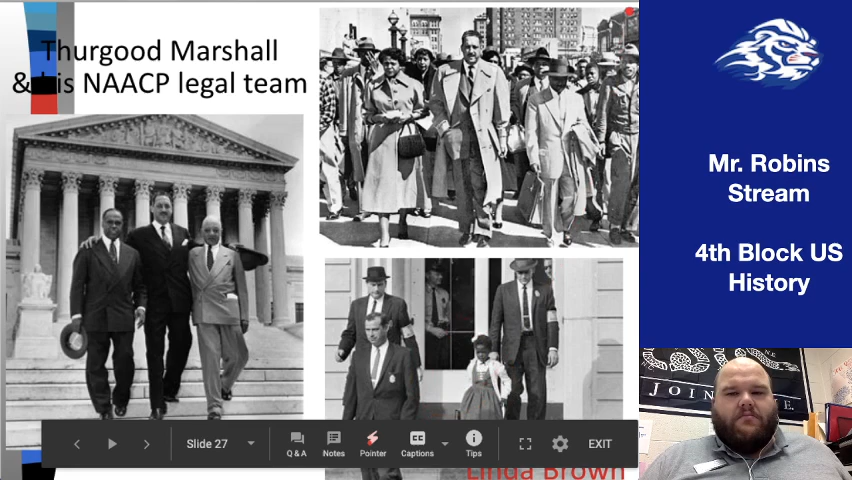 Thurgood Marshall
& his NAACP legal team
Mr. Robins
Stream
4th Block US
History
JOIN
E.
Slide 27
Q & A
Notes
Pointer
Captions
Tips
EXIT
Linda Brown